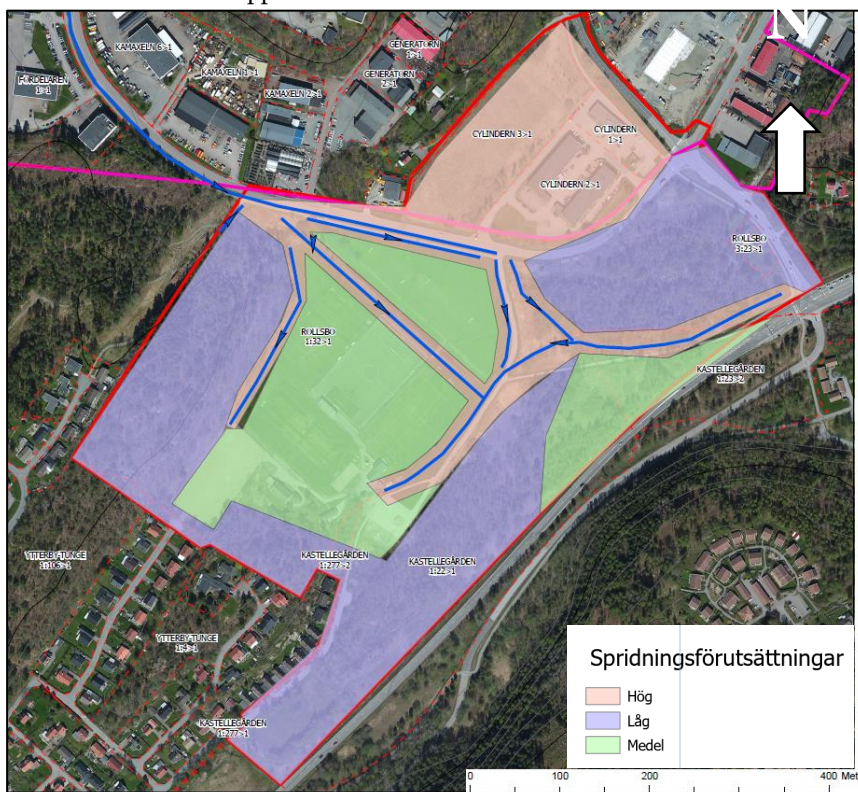 N
KAMAXELN 6>1
GENERATORN
1>1
FÖRDELAREN
1>1
KAMAXELN 1>1
GENERATORN
2>1
KAMAXELN 2>1
CYLINDERN 3>1
CYLINDERN
1>1
CYLINDERN 2>1
ROLLSBO
3:23>1
ROLLSBO
1:32>1
KASTELLEGÅRDEN
1:23>2
YTTERBY-TUNGE
1:106>1
KASTELLEGÅRDEN
1:277>2
KASTELLEGÅRDEN
1:22>1
YTTERBY-TUNGE
1:4>1
KASTELLEGÅRDEN
1:277>1
Spridningsförutsättningar
Hög
Låg
Medel
0 100 200 400 Met